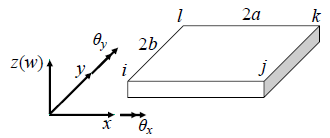 l 2a k
θy 2b
z(w) y i j
x θx